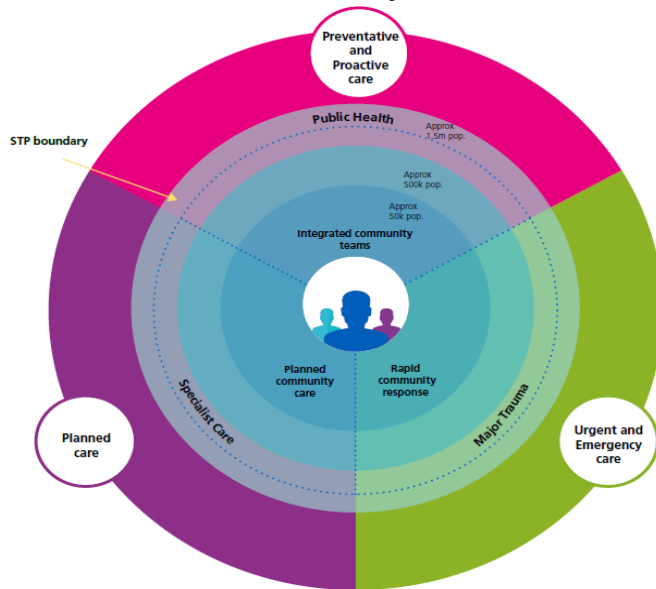 Preventative
and
Proactive
care
Public Health
Approx
1.5m pop.
STP boundary
Approx
500k pop.
Approx
50k pop.
Integrated community
teams
Planned
community
care
Rapid
community
response
Specialist Care
Major Trauma
Planned
care
Urgent and
Emergency
care